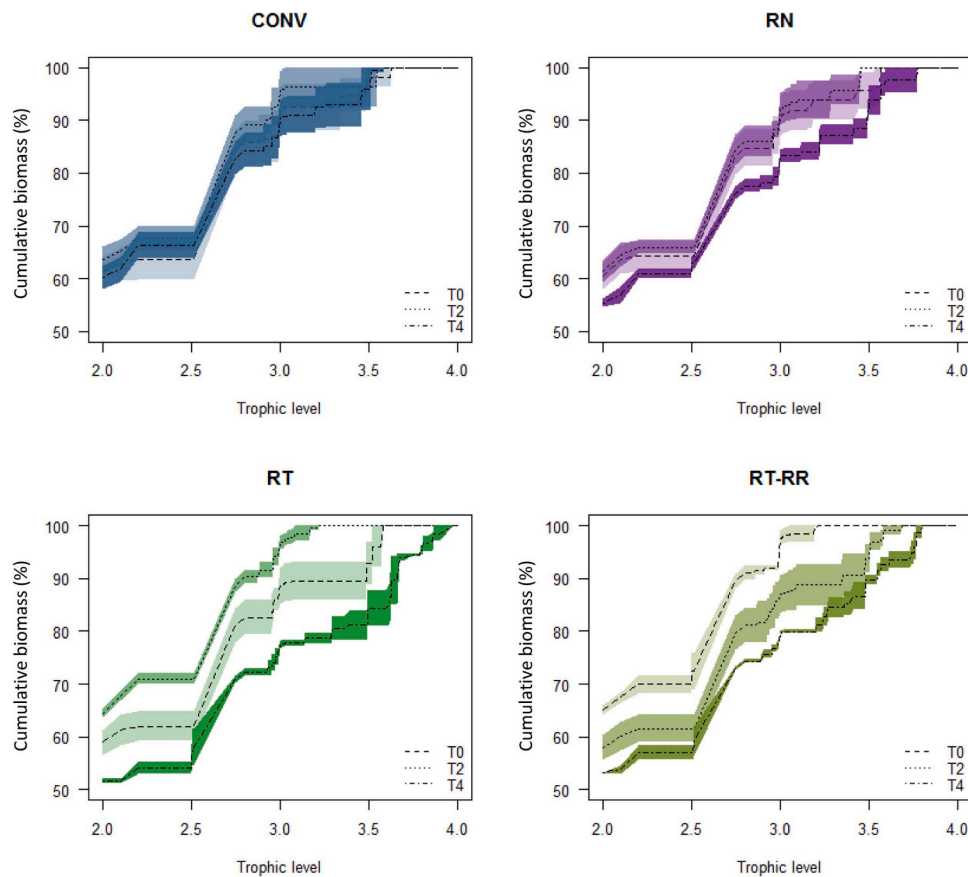 CONV
Cumulative biomass (%)
100
90
80
70
60
50
T0
T2
T4
2.0 2.5 3.0 3.5 4.0
Trophic level
RN
Cumulative biomass (%)
100
90
80
70
60
50
T0
T2
T4
2.0 2.5 3.0 3.5 4.0
Trophic level
RT
Cumulative biomass (%)
100
90
80
70
60
50
T0
T2
T4
2.0 2.5 3.0 3.5 4.0
Trophic level
RT-RR
Cumulative biomass (%)
100
90
80
70
60
50
T0
T2
T4
2.0 2.5 3.0 3.5 4.0
Trophic level